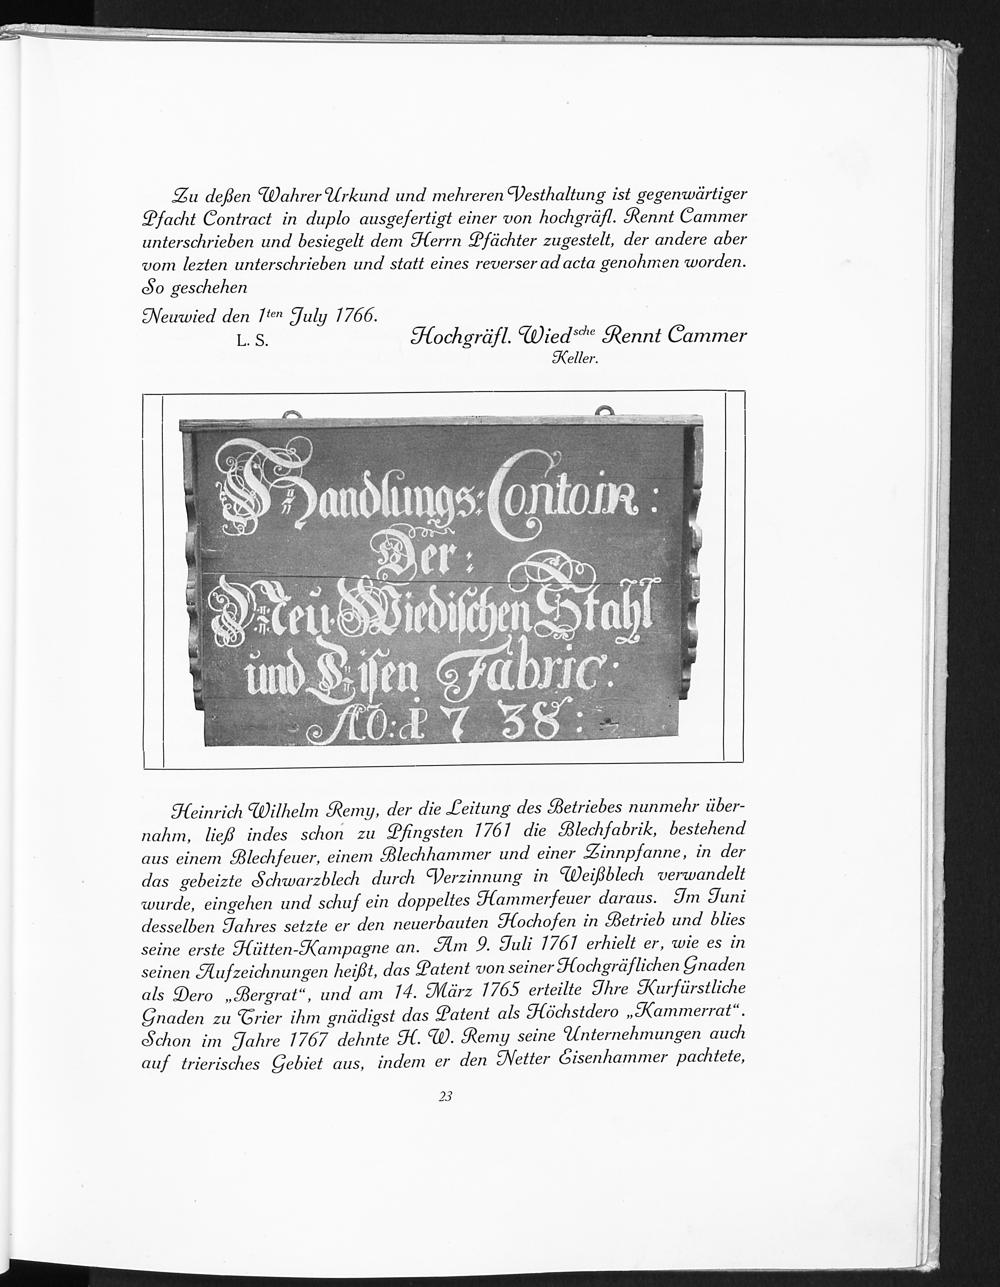 Zu deßen Wahrer Urkund und mehreren Vesthaltung ist gegenwärtiger
Pfacht Contract in duplo ausgefertigt einer von hochgräfl. Rennt Cammer
unterschrieben und besiegelt dem Herrn Pfächter zugestelt, der andere aber
vom lezten unterschrieben und statt eines reverser ad acta genohmen worden.
So geschehen
Neuwied den 1ten July 1766.
L. S. Hochgräfl. Wiedsche Rennt Cammer
Keller.
Handlungs: Contoir:
Der:
Neu Wiedischen Stahl
und Eisen Fabric:
AO: 1738:
Heinrich Wilhelm Remy, der die Leitung des Betriebes nunmehr über-
nahm, ließ indes schon zu Pfingsten 1761 die Blechfabrik, bestehend
aus einem Blechfeuer, einem Blechhammer und einer Zinnpfanne, in der
das gebeizte Schwarzblech durch Verzinnung in Weißblech verwandelt
wurde, eingehen und schuf ein doppeltes Hammerfeuer daraus. Im Juni
desselben Jahres setzte er den neuerbauten Hochofen in Betrieb und blies
seine erste Hütten-Kampagne an. Am 9. Juli 1761 erhielt er, wie es in
seinen Aufzeichnungen heißt, das Patent von seiner Hochgräflichen Gnaden
als Dero „Bergrat“, und am 14. März 1765 erteilte Ihre Kurfürstliche
Gnaden zu Trier ihm gnädigst das Patent als Höchstdero „Kammerrat“.
Schon im Jahre 1767 dehnte H. W. Remy seine Unternehmungen auch
auf trierisches Gebiet aus, indem er den Netter Eisenhammer pachtete,
23